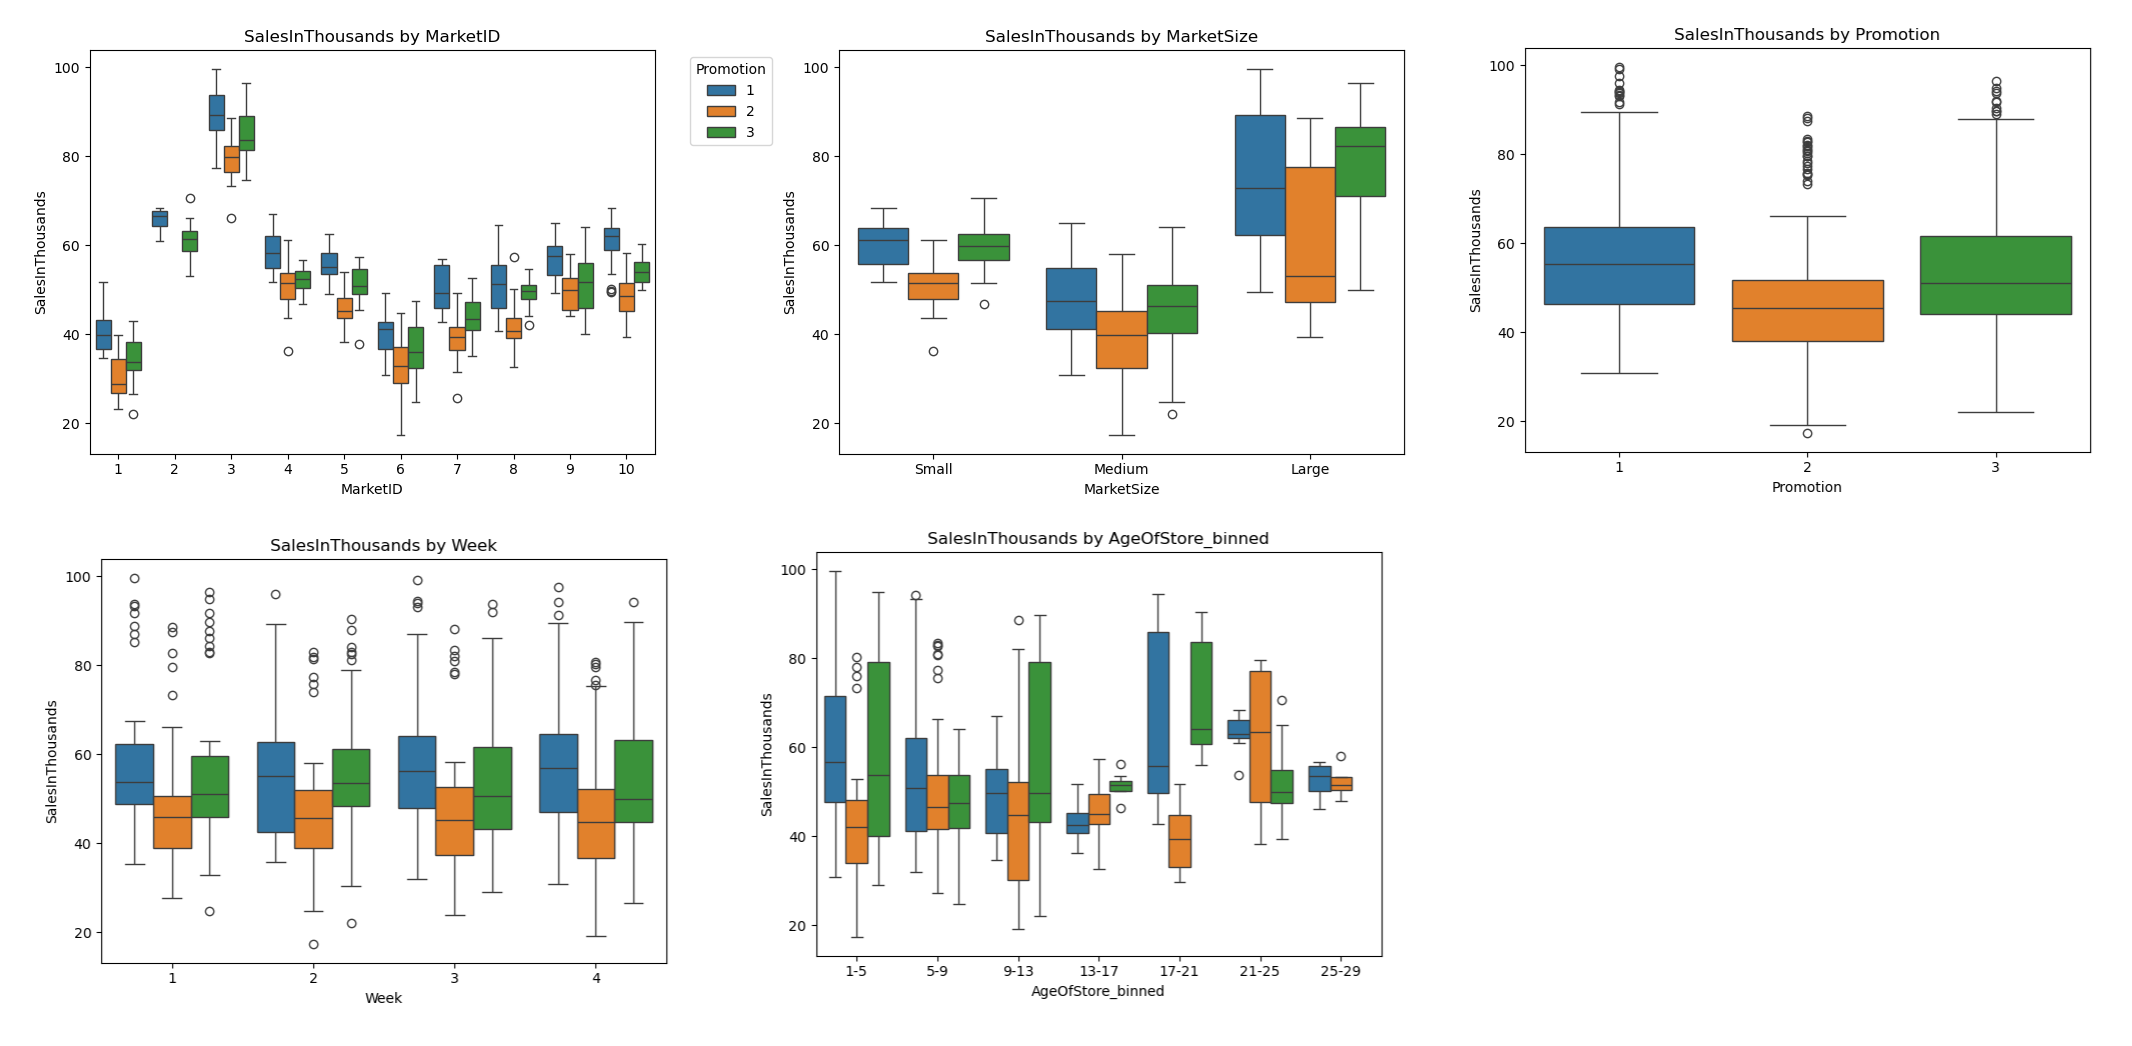 SalesInThousands by MarketID
SalesInThousands
100
80
60
40
20
1 2 3 4 5 6 7 8 9 10
MarketID
Promotion
1
2
3
SalesInThousands by MarketSize
SalesInThousands
100
80
60
40
20
Small Medium Large
MarketSize
SalesInThousands by Promotion
SalesInThousands
100
80
60
40
20
1 2 3
Promotion
SalesInThousands by Week
SalesInThousands
100
80
60
40
20
1 2 3 4
Week
SalesInThousands by AgeOfStore_binned
SalesInThousands
100
80
60
40
20
1-5 5-9 9-13 13-17 17-21 21-25 25-29
AgeOfStore_binned